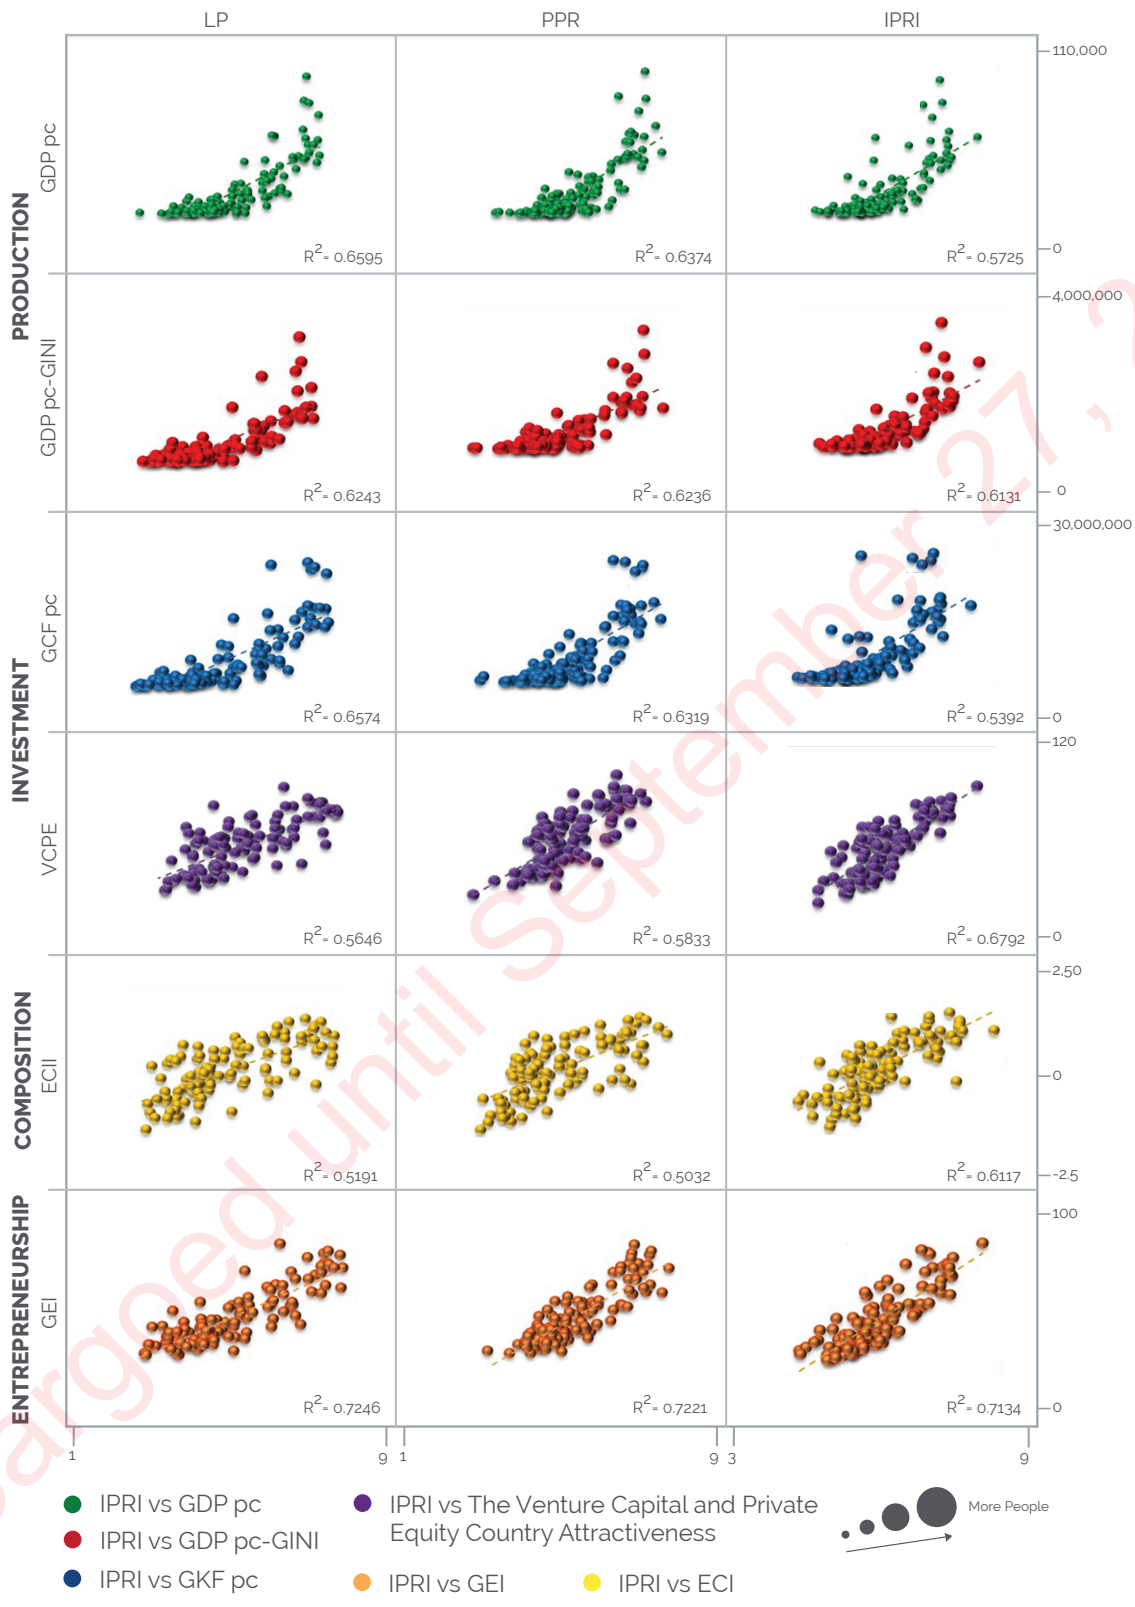 LP PPR IPRI
PRODUCTION
GDP pc
110,000
0
R2= 0.6595 R2= 0.6374 R2= 0.5725
GDP pc-GINI
4,000,000
0
R2= 0.6243 R2= 0.6236 R2= 0.6131
INVESTMENT
GCF pc
30,000,000
0
R2= 0.6574 R2= 0.6319 R2= 0.5392
VCPE
120
0
R2= 0.5646 R2= 0.5833 R2= 0.6792
COMPOSITION
ECII
2,50
0
-2.5
R2= 0.5191 R2= 0.5032 R2= 0.6117
ENTREPRENEURSHIP
GEI
100
0
R2= 0.7246 R2= 0.7221 R2= 0.7134
1 9 1 9 3 9
IPRI vs GDP pc
IPRI vs GDP pc-GINI
IPRI vs GKF pc
IPRI vs The Venture Capital and Private
Equity Country Attractiveness
IPRI vs GEI
IPRI vs ECI
More People
until September 27, 2